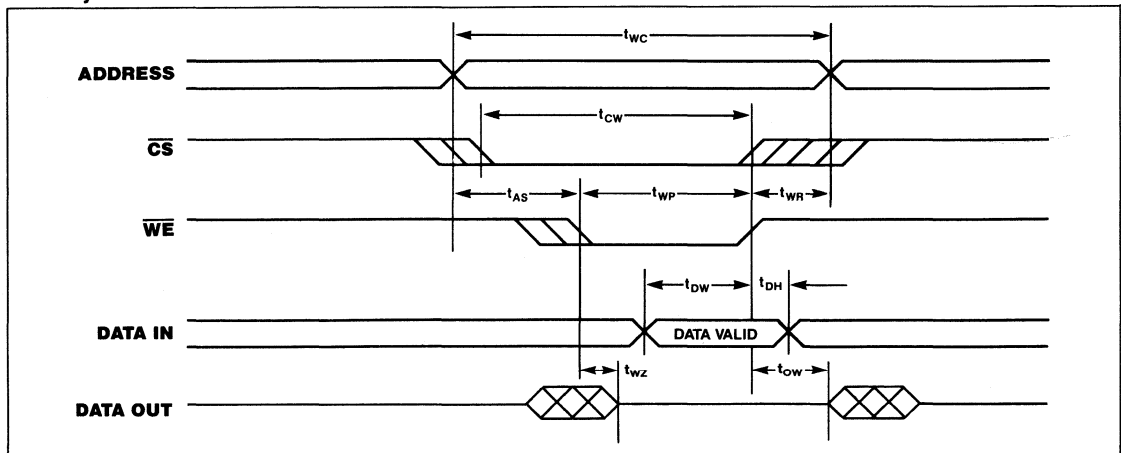 tWC
ADDRESS
tCW
CS
tAS tWP tWR
WE
tDW tDH
DATA IN DATA VALID
tWZ tOW
DATA OUT